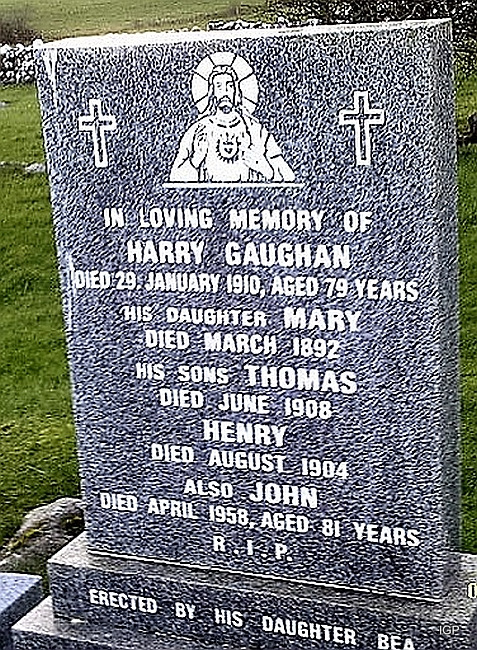 IN LOVING MEMORY OF
HARRY GAUGHAN
DIED 29. JANUARY 1910, AGED 79 YEARS
HIS DAUGHTER MARY
DIED MARCH 1892
HIS SONS THOMAS
DIED JUNE 1908
HENRY
DIED AUGUST 1904
ALSO JOHN
DIED APRIL 1958, AGED 81 YEARS
R. I. P.
ERECTED BY HIS DAUGHTER BEA
IGP